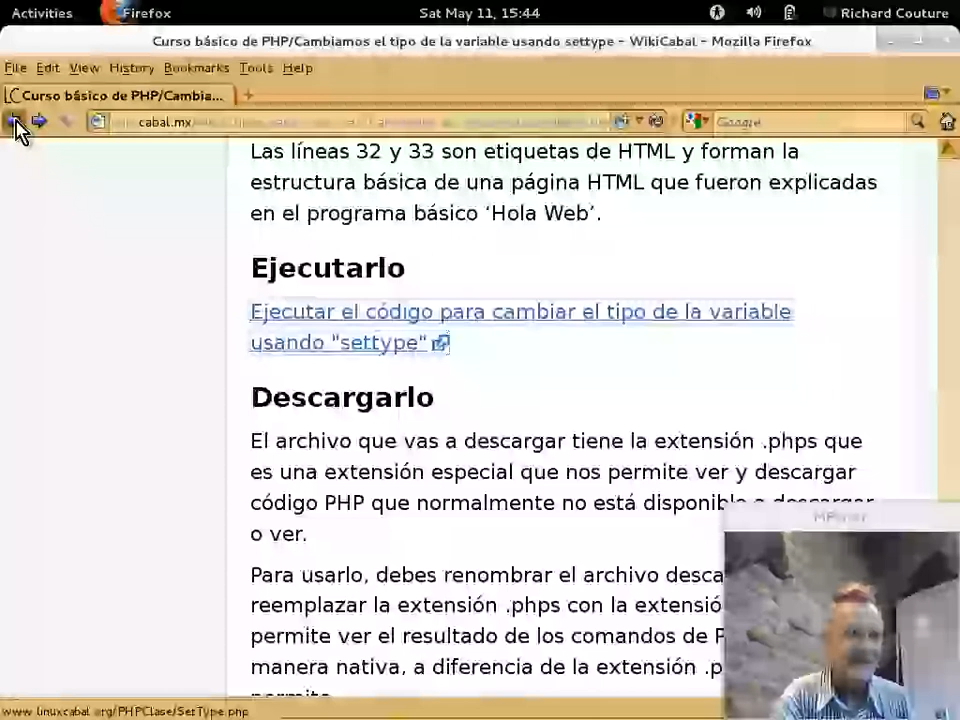 Activities Firefox Sat May 11, 15:44 Richard Couture
Curso básico de PHP/Cambiamos el tipo de la variable usando settype – WikiCabal – Mozilla Firefox
File Edit View History Bookmarks Tools Help
Curso básico de PHP/Cambia...
cabal.mx Google
Las líneas 32 y 33 son etiquetas de HTML y forman la
estructura básica de una página HTML que fueron explicadas
en el programa básico ‘Hola Web’.
Ejecutarlo
Ejecutar el código para cambiar el tipo de la variable
usando "settype"
Descargarlo
El archivo que vas a descargar tiene la extensión .phps que
es una extensión especial que nos permite ver y descargar
código PHP que normalmente no está disponible a descargar
o ver.
MPlayer
Para usarlo, debes renombrar el archivo desca
reemplazar la extensión .phps con la extensió
permite ver el resultado de los comandos de P
manera nativa, a diferencia de la extensión .p
permite
www.linuxcabal.org/PHPClase/SetType.php